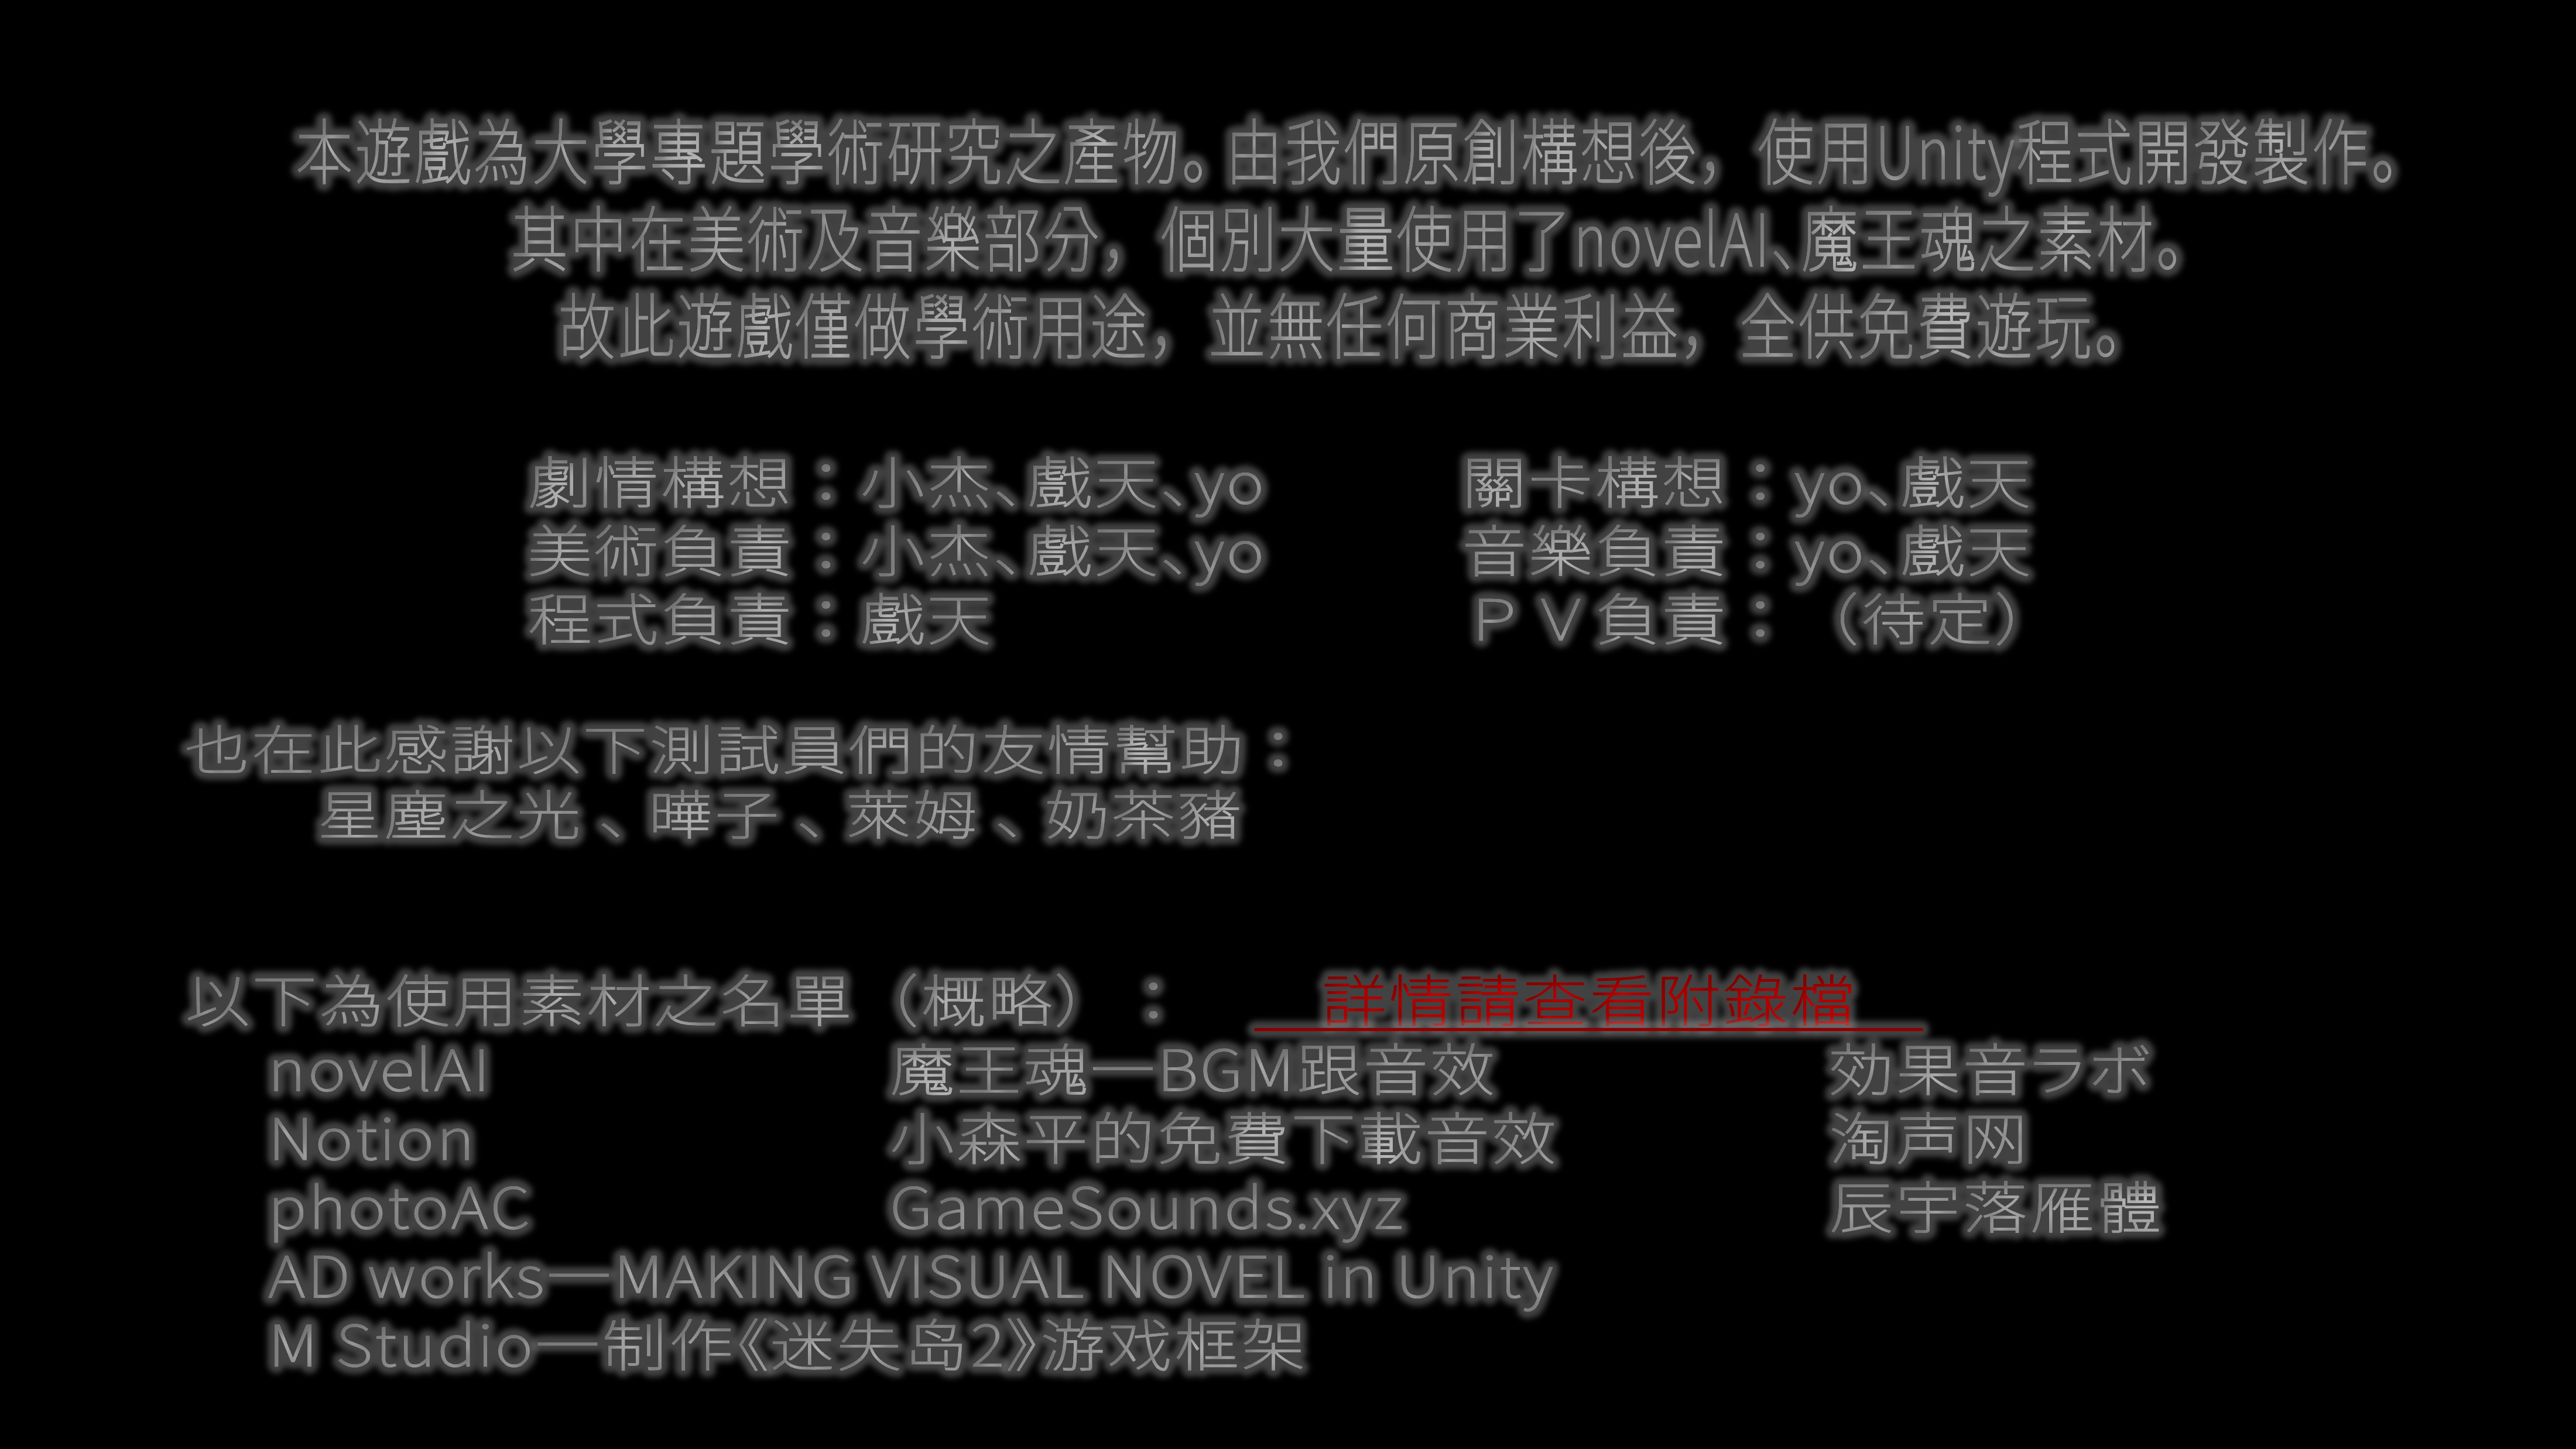 本遊戲為大學專題學術研究之產物。由我們原創構想後，使用Unity程式開發製作。
其中在美術及音樂部分，個別大量使用了novelAI、魔王魂之素材。
故此遊戲僅做學術用途，並無任何商業利益，全供免費遊玩。
劇情構想：小杰、戲天、yo
關卡構想：yo、戲天
美術負責：小杰、戲天、yo
音樂負責：yo、戲天
程式負責：戲天
ＰＶ負責：（待定）
也在此感謝以下測試員們的友情幫助：
星塵之光、曄子、萊姆、奶茶豬
以下為使用素材之名單（概略）： 詳情請查看附錄檔
novelAI
魔王魂—BGM跟音效
効果音ラボ
Notion
小森平的免費下載音效
淘声网
photoAC
GameSounds.xyz
辰宇落雁體
AD works—MAKING VISUAL NOVEL in Unity
M Studio—制作《迷失岛2》游戏框架